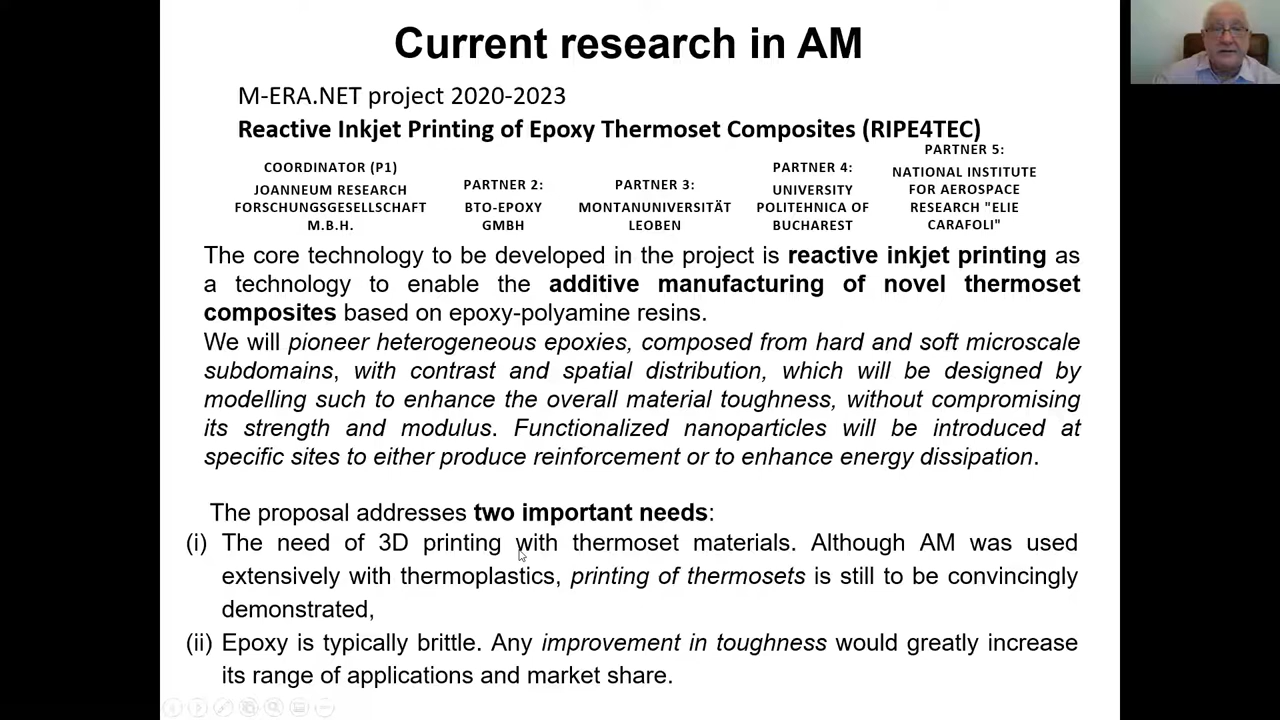 Current research in AM
M-ERA.NET project 2020-2023
Reactive Inkjet Printing of Epoxy Thermoset Composites (RIPE4TEC)
COORDINATOR (P1)
JOANNEUM RESEARCH
FORSCHUNGSGESELLSCHAFT
M.B.H.
PARTNER 2:
BTO-EPOXY
GMBH
PARTNER 3:
MONTANUNIVERSITÄT
LEOBEN
PARTNER 4:
UNIVERSITY
POLITEHNICA OF
BUCHAREST
PARTNER 5:
NATIONAL INSTITUTE
FOR AEROSPACE
RESEARCH "ELIE
CARAFOLI"
The core technology to be developed in the project is reactive inkjet printing as
a technology to enable the additive manufacturing of novel thermoset
composites based on epoxy-polyamine resins.
We will pioneer heterogeneous epoxies, composed from hard and soft microscale
subdomains, with contrast and spatial distribution, which will be designed by
modelling such to enhance the overall material toughness, without compromising
its strength and modulus. Functionalized nanoparticles will be introduced at
specific sites to either produce reinforcement or to enhance energy dissipation.
The proposal addresses two important needs:
(i) The need of 3D printing with thermoset materials. Although AM was used
extensively with thermoplastics, printing of thermosets is still to be convincingly
demonstrated,
(ii) Epoxy is typically brittle. Any improvement in toughness would greatly increase
its range of applications and market share.